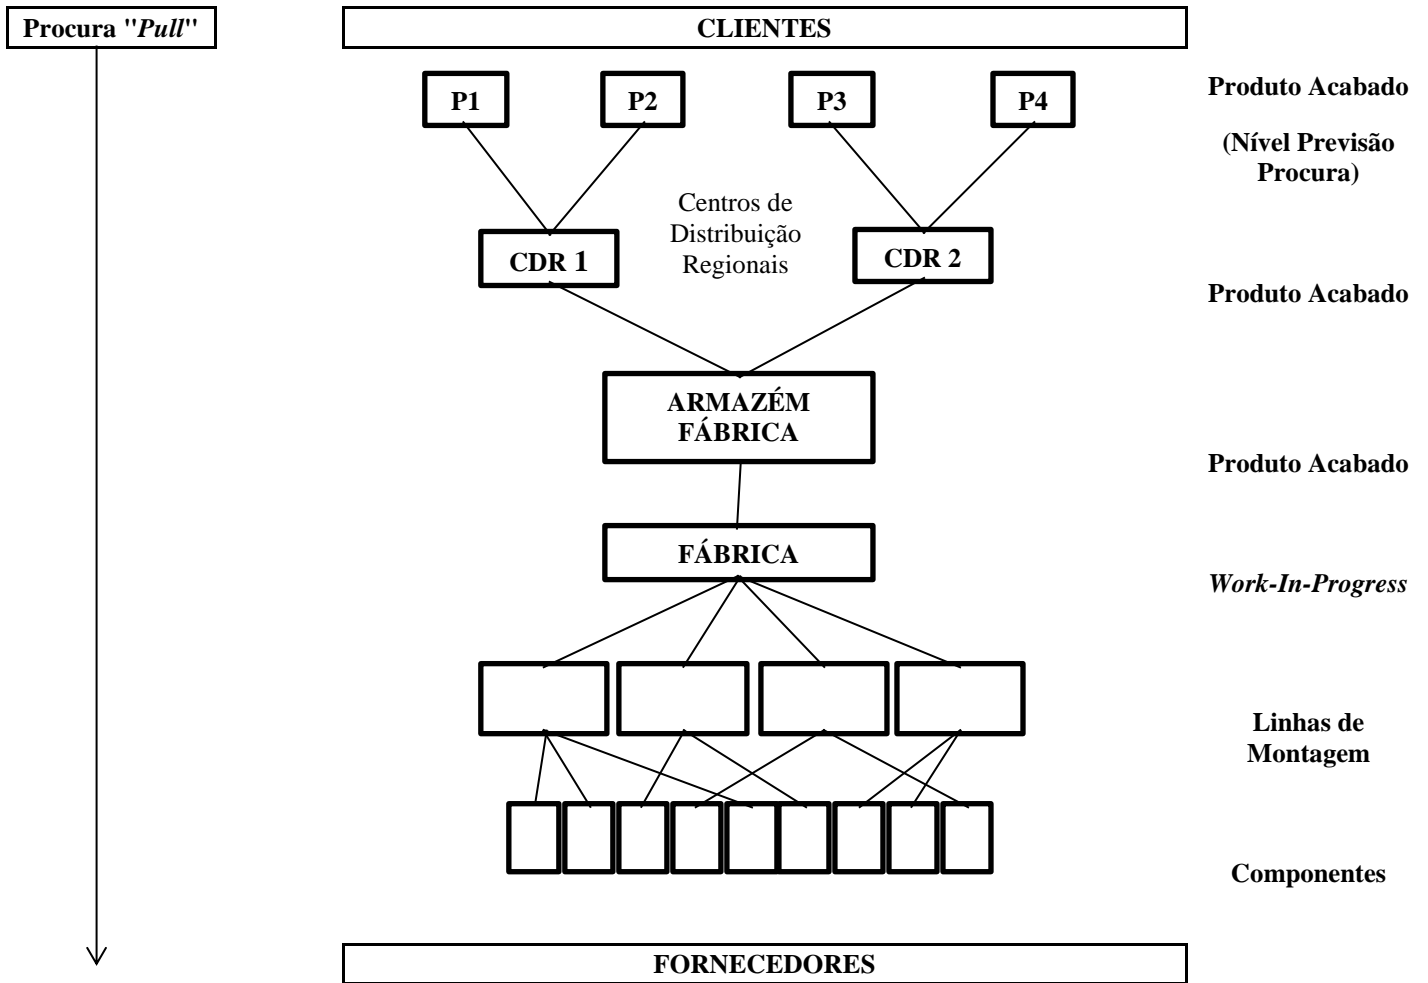 Procura "Pull"
CLIENTES
P1
P2
P3
P4
Produto Acabado
(Nível Previsão
Procura)
Centros de
Distribuição
Regionais
CDR 1
CDR 2
Produto Acabado
ARMAZÉM
FÁBRICA
Produto Acabado
FÁBRICA
Work-In-Progress
Linhas de
Montagem
Componentes
FORNECEDORES